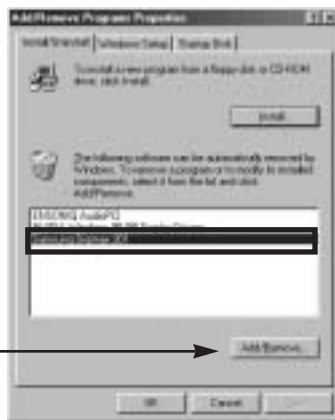 Add/Remove Programs Properties
Install/Uninstall Windows Setup Startup Disk
To install a new program from a floppy disk or CD-ROM
drive, click Install.
Install...
The following software can be automatically removed by
Windows. To remove a program or to modify its installed
components, select it from the list and click
Add/Remove.
ENSONIQ AudioPCI
Add/Remove...
OK Cancel